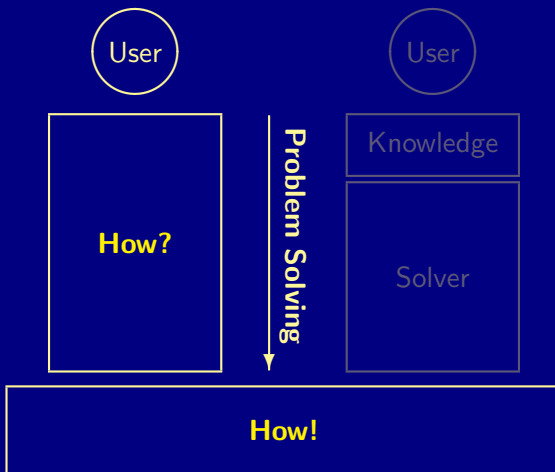 User
User
Knowledge
Problem Solving
How?
Solver
How!